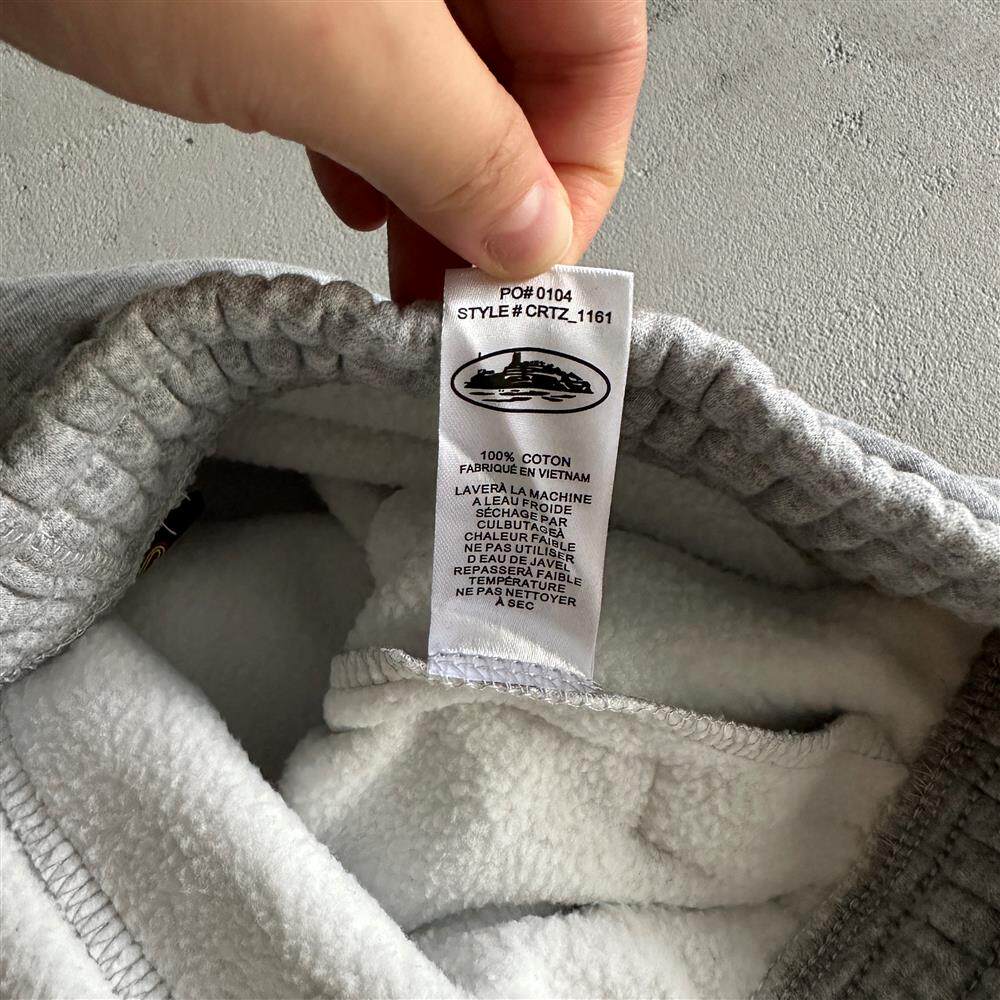 PO# 0104
STYLE # CRTZ_1161
100% COTON
FABRIQUÉ EN VIETNAM
LAVERÀ LA MACHINE
A LEAU FROIDE
SÉCHAGE PAR
CULBUTAGEÀ
CHALEUR FAIBLE
NE PAS UTILISER
D EAU DE JAVEL
REPASSERÀ FAIBLE
TEMPÉRATURE
NE PAS NETTOYER
À SEC